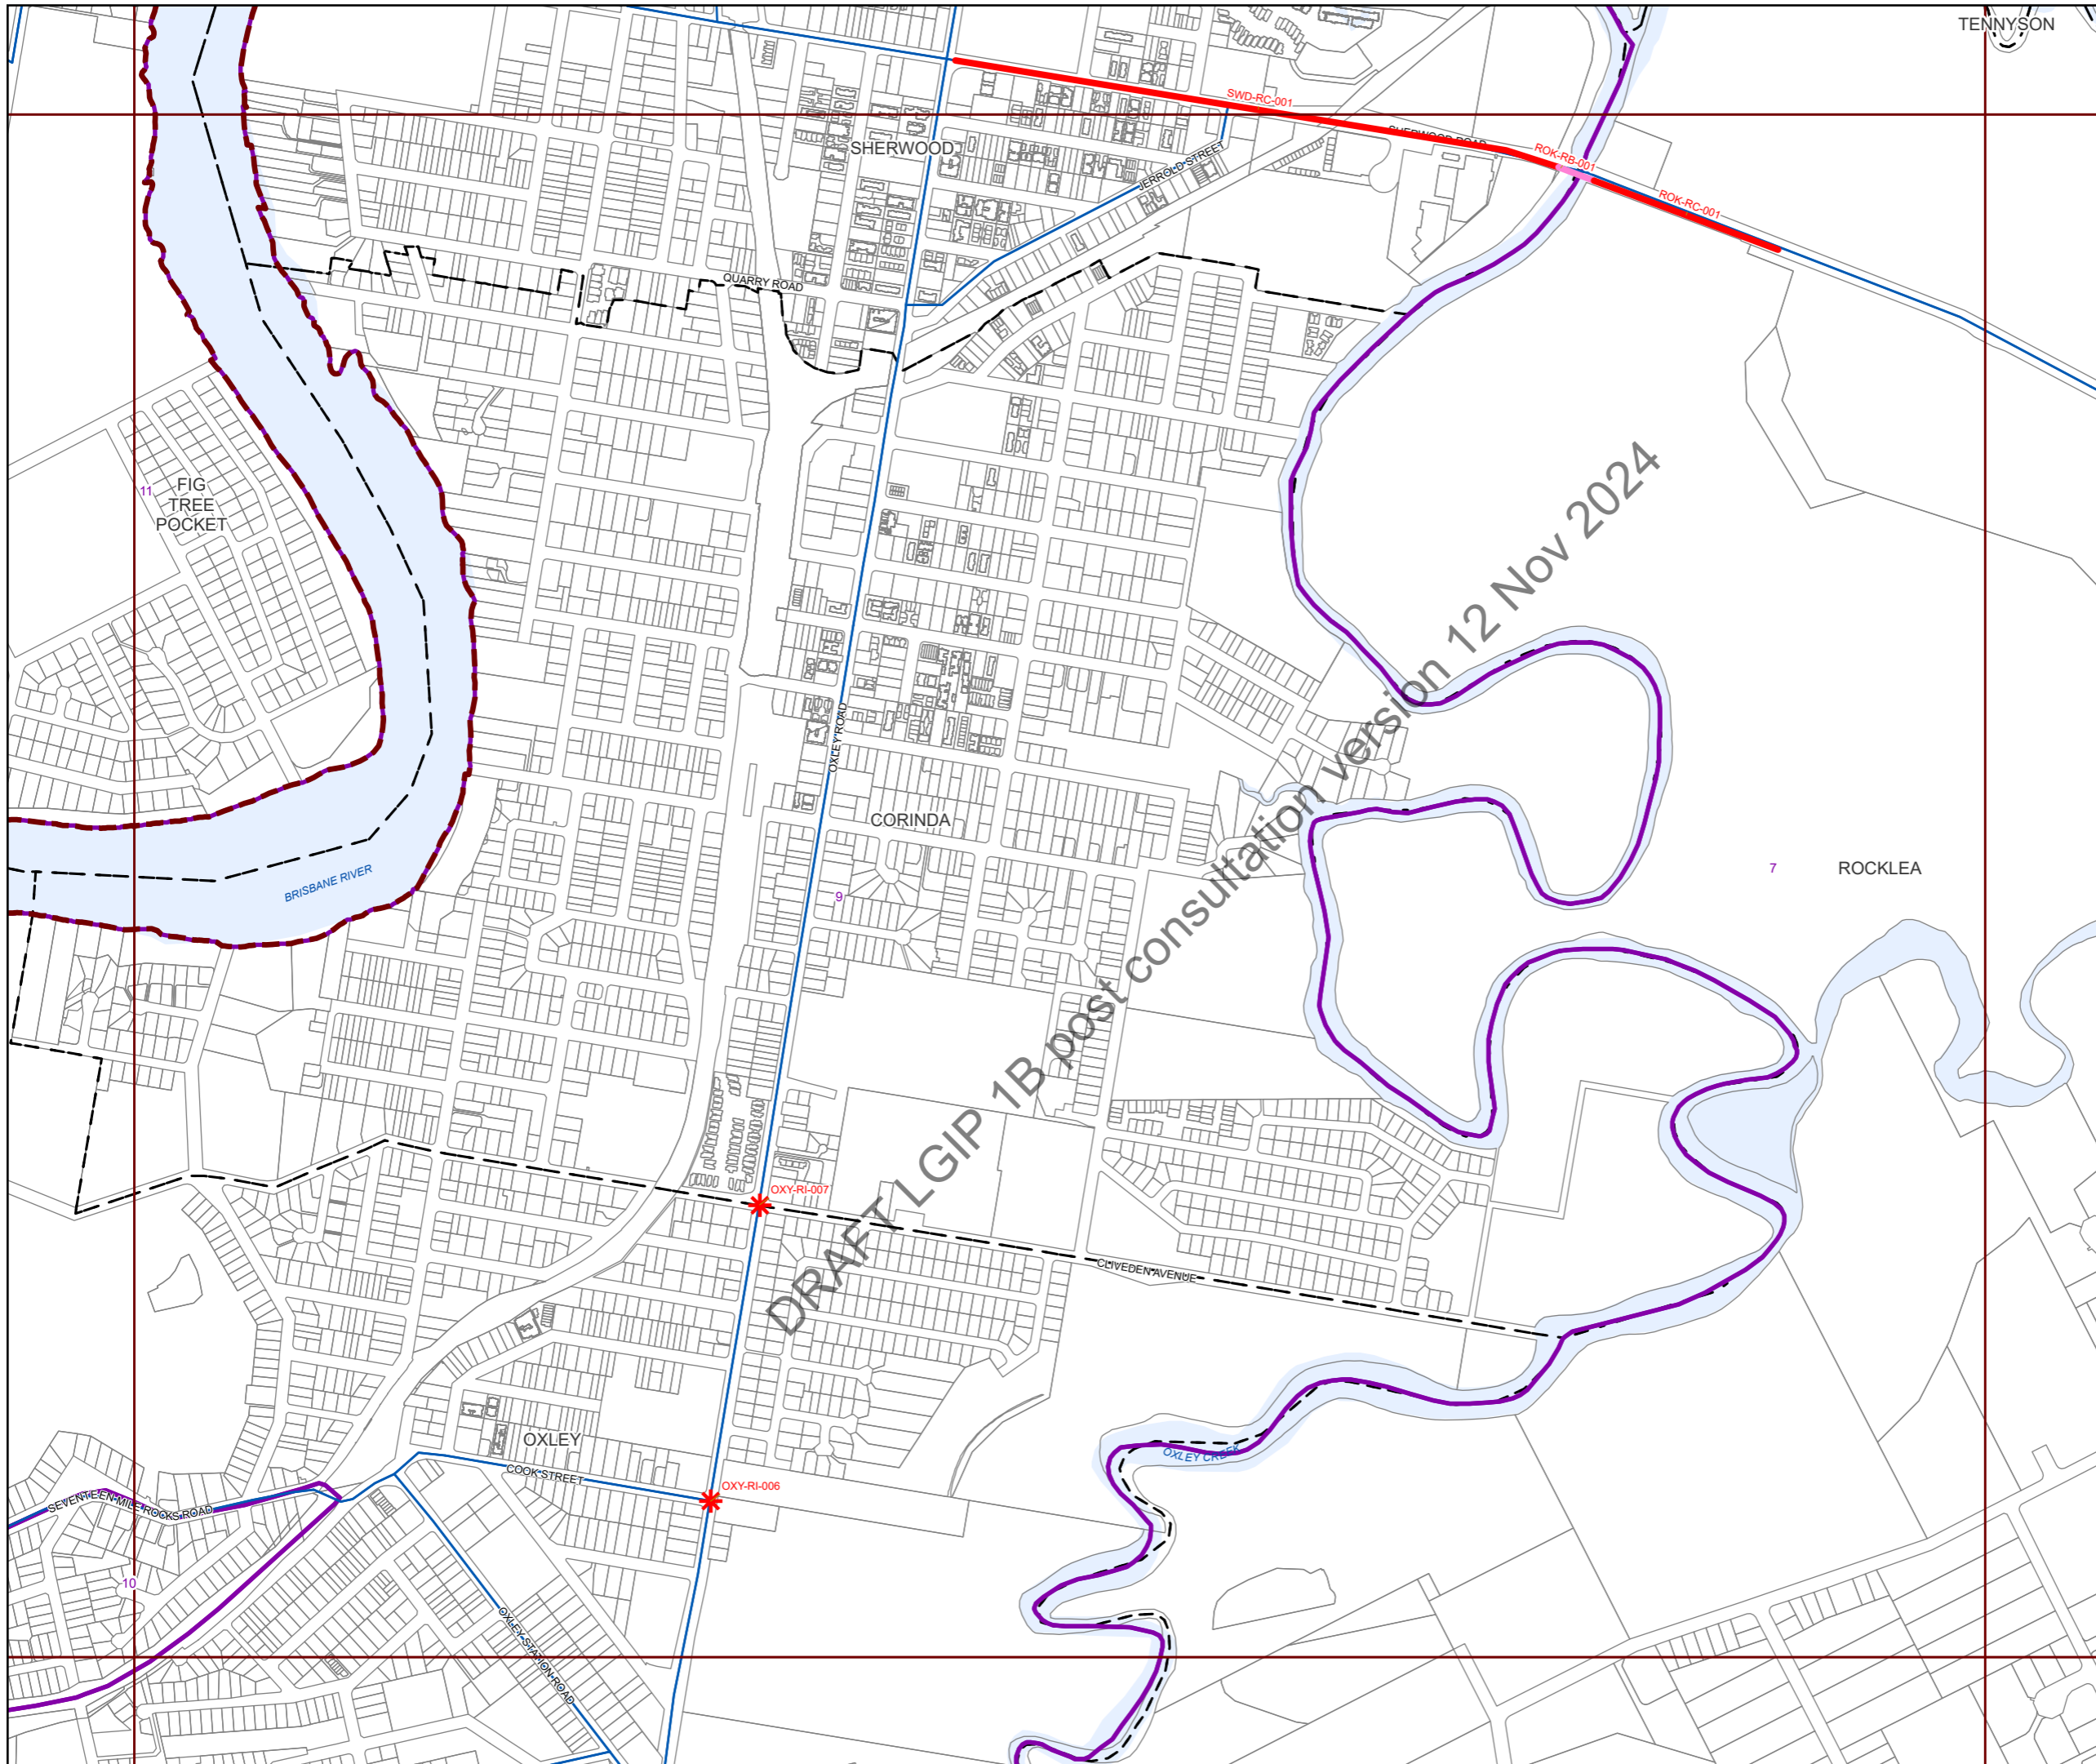 TENNYSON
SWD-RC-001
SHERWOOD ROAD
SHERWOOD
ROK-RB-001
JERROLD STREET
ROK-RC-001
QUARRY ROAD
11
FIG
TREE
POCKET
OXLEY ROAD
CORINDA
7
ROCKLEA
BRISBANE RIVER
9
DRAFT LGIP 1B post consultation version 12 Nov 2024
OXY-RI-007
CLIVEDEN AVENUE
OXLEY
OXLEY CREEK
COOK STREET
OXY-RI-006
SEVENTEEN MILE ROCKS ROAD
10
OXLEY STATION ROAD